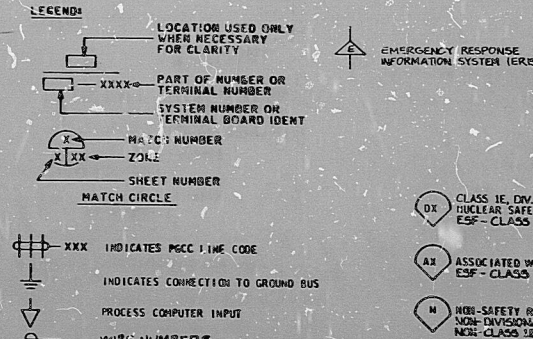 LEGEND:
LOCATION USED ONLY
WHEN NECESSARY
FOR CLARITY
XXXX
PART OF NUMBER OR
TERMINAL NUMBER
SYSTEM NUMBER OR
TERMINAL BOARD IDENT
X
MATCH NUMBER
X XX
ZONE
SHEET NUMBER
MATCH CIRCLE
XXX INDICATES PGCC LINE CODE
INDICATES CONNECTION TO GROUND BUS
PROCESS COMPUTER INPUT
WIRE NUMBERS
E
EMERGENCY RESPONSE
INFORMATION SYSTEM (ERIS
DX
CLASS 1E, DIV.
NUCLEAR SAFE
ESF - CLASS
AX
ASSOCIATED W
ESF - CLASS
N
NON-SAFETY R
NON-DIVISION
NON-CLASS 1E